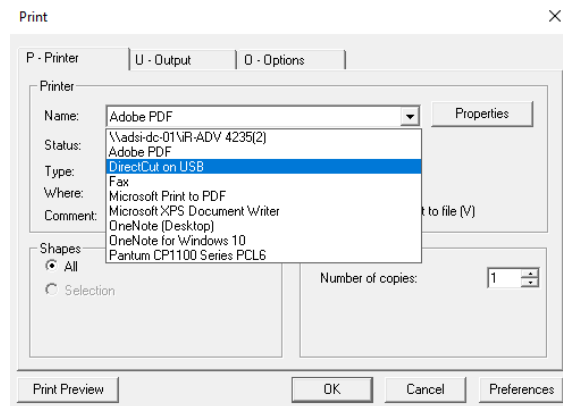 Print
P - Printer
U - Output
O - Options
Printer
Name:
Adobe PDF
Properties
\\adsi-dc-01\iR-ADV 4235(2)
Adobe PDF
DirectCut on USB
Fax
Microsoft Print to PDF
Microsoft XPS Document Writer
OneNote (Desktop)
OneNote for Windows 10
Pantum CP1100 Series PCL6
Status:
Type:
Where:
Comment:
t to file (V)
Shapes
All
Selection
Number of copies:
1
Print Preview
OK
Cancel
Preferences